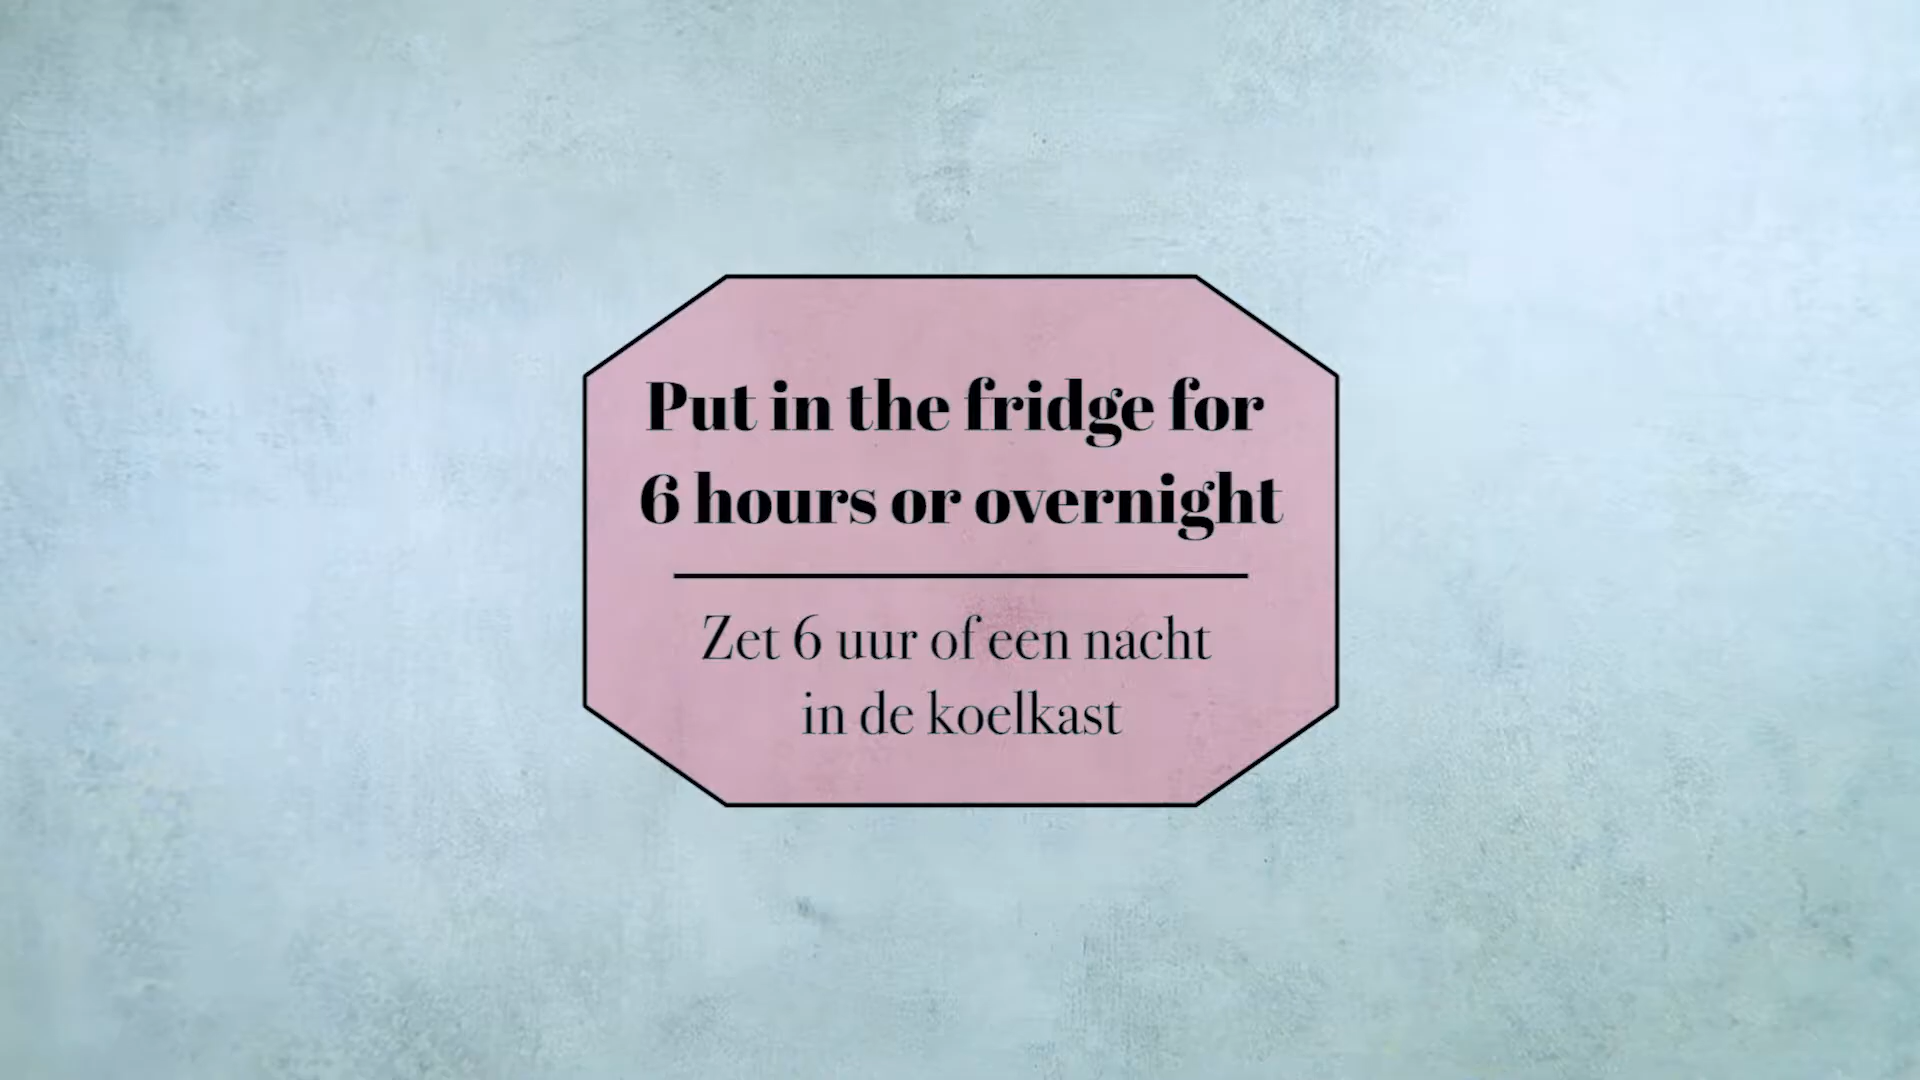 Put in the fridge for
6 hours or overnight
Zet 6 uur of een nacht
in de koelkast